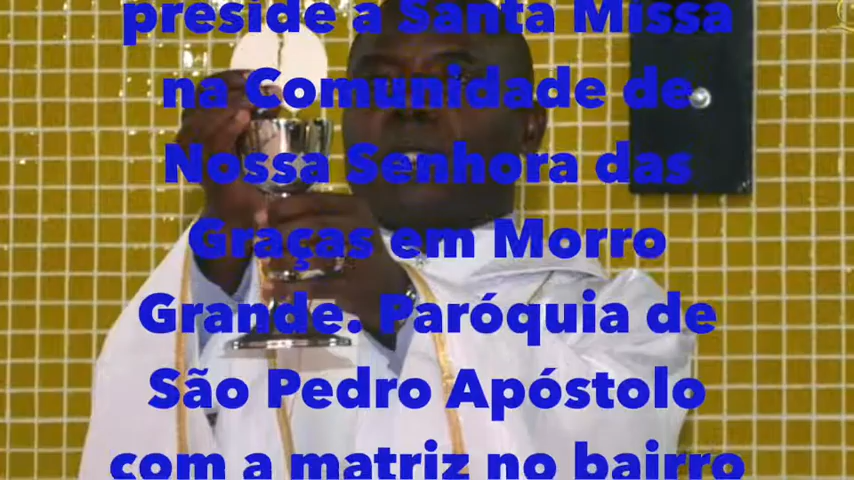 preside a Santa Missa
na Comunidade de
Nossa Senhora das
Graças em Morro
Grande. Paróquia de
São Pedro Apóstolo
com a matriz no bairro